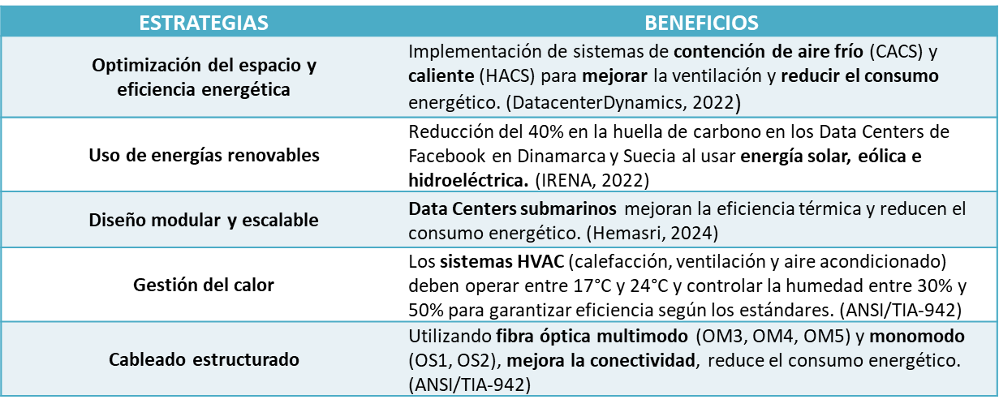 ESTRATEGIAS
BENEFICIOS
Optimización del espacio y
eficiencia energética
Implementación de sistemas de contención de aire frío (CACS) y
caliente (HACS) para mejorar la ventilación y reducir el consumo
energético. (DatacenterDynamics, 2022)
Uso de energías renovables
Reducción del 40% en la huella de carbono en los Data Centers de
Facebook en Dinamarca y Suecia al usar energía solar, eólica e
hidroeléctrica. (IRENA, 2022)
Diseño modular y escalable
Data Centers submarinos mejoran la eficiencia térmica y reducen el
consumo energético. (Hemasri, 2024)
Gestión del calor
Los sistemas HVAC (calefacción, ventilación y aire acondicionado)
deben operar entre 17°C y 24°C y controlar la humedad entre 30% y
50% para garantizar eficiencia según los estándares. (ANSI/TIA-942)
Cableado estructurado
Utilizando fibra óptica multimodo (OM3, OM4, OM5) y monomodo
(OS1, OS2), mejora la conectividad, reduce el consumo energético.
(ANSI/TIA-942)